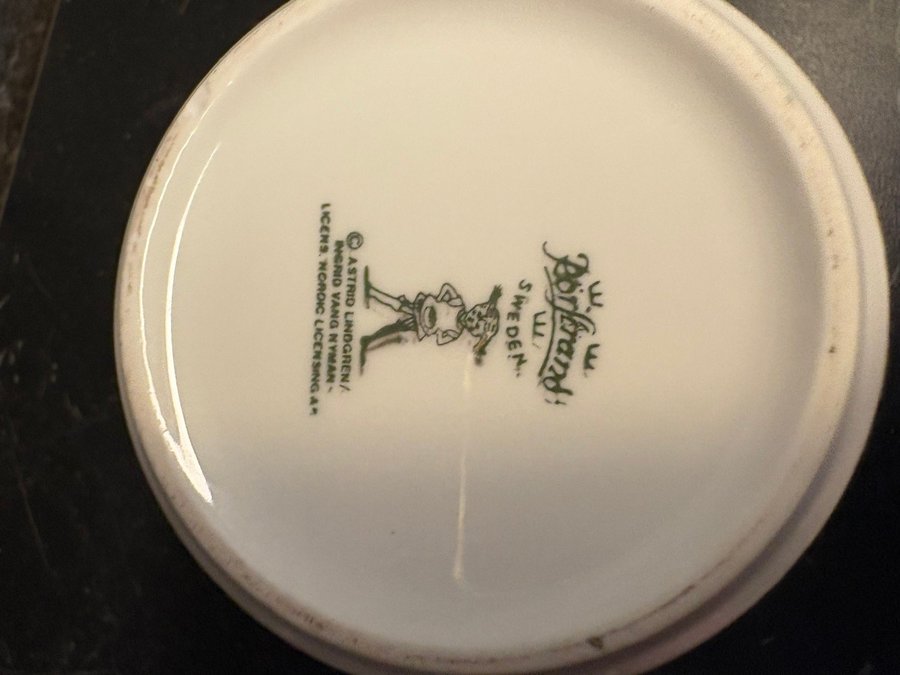 Rörstrand
SWEDEN
© ASTRID LINDGREN/
INGRID VANG NYMAN-
LICENS. NORDIC LICENSING AB